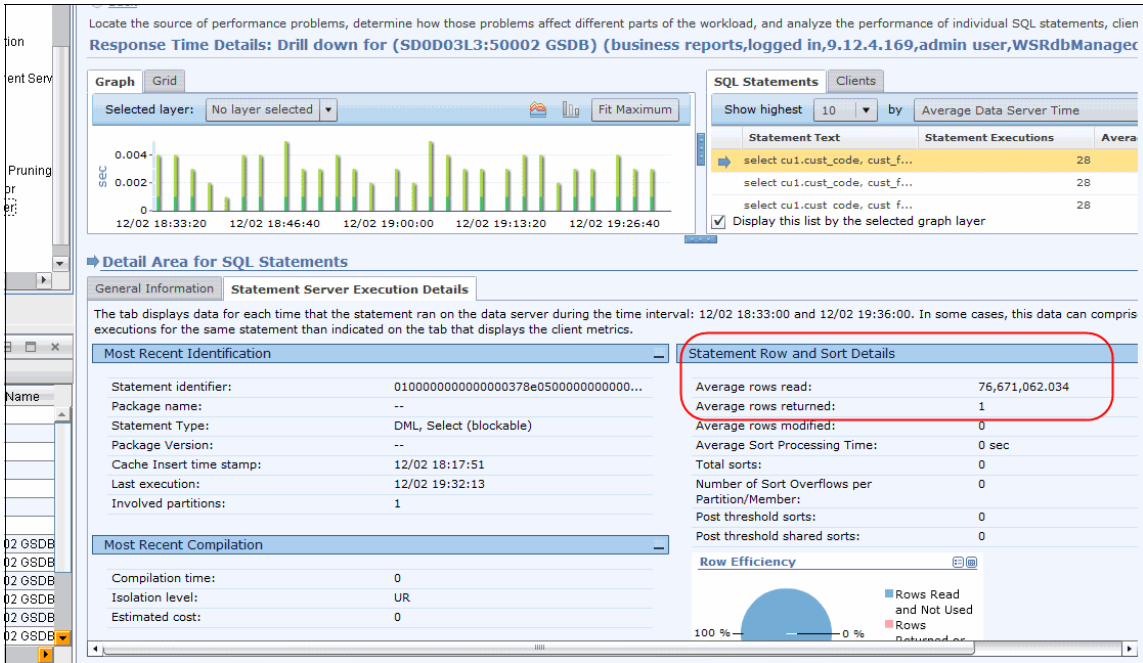 Locate the source of performance problems, determine how those problems affect different parts of the workload, and analyze the performance of individual SQL statements, clien
Response Time Details: Drill down for (SD0D03L3:50002 GSDB) (business reports,logged in,9.12.4.169,admin user,WSRdbManaged
tion
rent Serv
Pruning
or
er
Graph Grid
Selected layer: No layer selected Fit Maximum
sec
0.004
0.002
0
12/02 18:33:20 12/02 18:46:40 12/02 19:00:00 12/02 19:13:20 12/02 19:26:40
SQL Statements Clients
Show highest 10 by Average Data Server Time
Statement Text Statement Executions Avera
select cu1.cust_code, cust_f... 28
select cu1.cust_code, cust_f... 28
select cu1.cust_code, cust_f... 28
Display this list by the selected graph layer
Detail Area for SQL Statements
General Information Statement Server Execution Details
The tab displays data for each time that the statement ran on the data server during the time interval: 12/02 18:33:00 and 12/02 19:36:00. In some cases, this data can compris
executions for the same statement than indicated on the tab that displays the client metrics.
Most Recent Identification
Statement identifier: 0100000000000000378e0500000000000...
Package name: --
Statement Type: DML, Select (blockable)
Package Version: --
Cache Insert time stamp: 12/02 18:17:51
Last execution: 12/02 19:32:13
Involved partitions: 1
Most Recent Compilation
Compilation time: 0
Isolation level: UR
Estimated cost: 0
Statement Row and Sort Details
Average rows read: 76,671,062.034
Average rows returned: 1
Average rows modified: 0
Average Sort Processing Time: 0 sec
Total sorts: 0
Number of Sort Overflows per 0
Partition/Member:
Post threshold sorts: 0
Post threshold shared sorts: 0
Row Efficiency
100 % 0 %
Rows Read
and Not Used
Rows
Returned or
Name
02 GSDB
02 GSDB
02 GSDB
02 GSDB
02 GSDB
02 GSDB